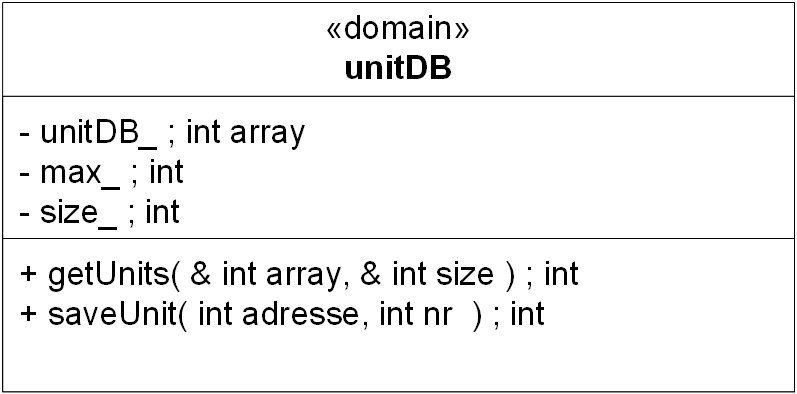 «domain»
unitDB
- unitDB_ ; int array
- max_ ; int
- size_ ; int
+ getUnits( & int array, & int size ) ; int
+ saveUnit( int adresse, int nr  ) ; int